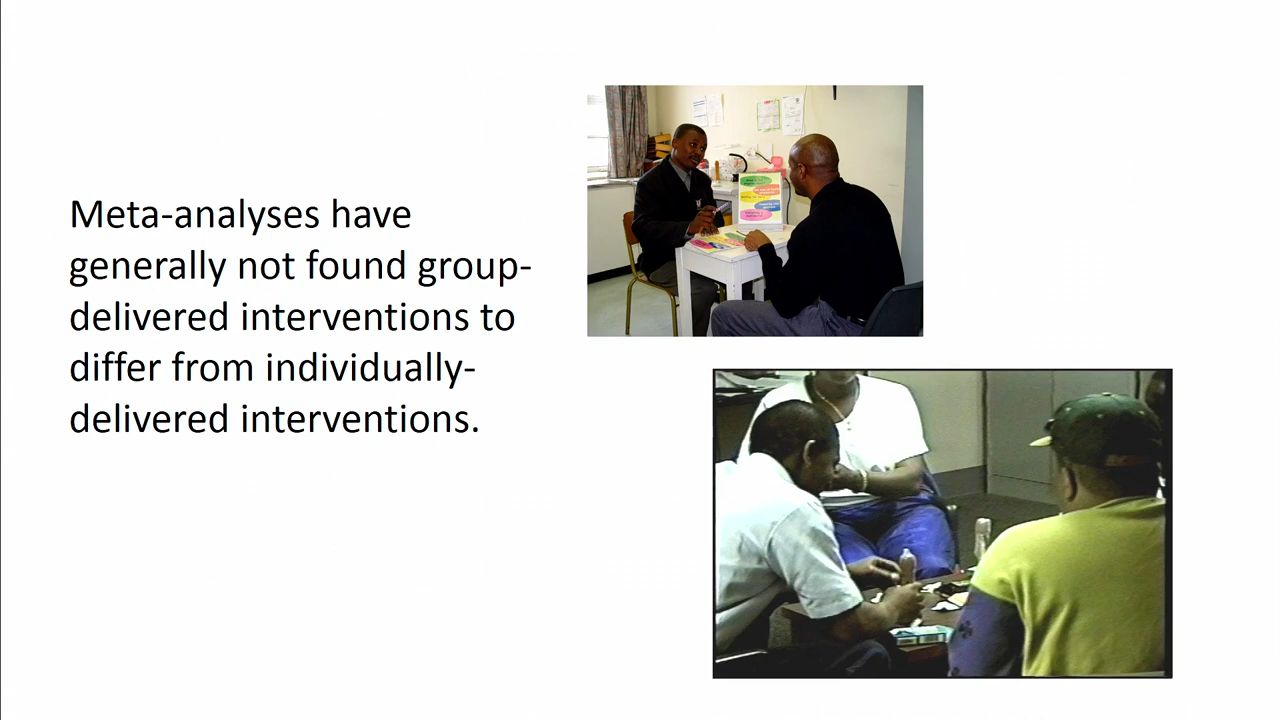 Meta-analyses have
generally not found group-
delivered interventions to
differ from individually-
delivered interventions.